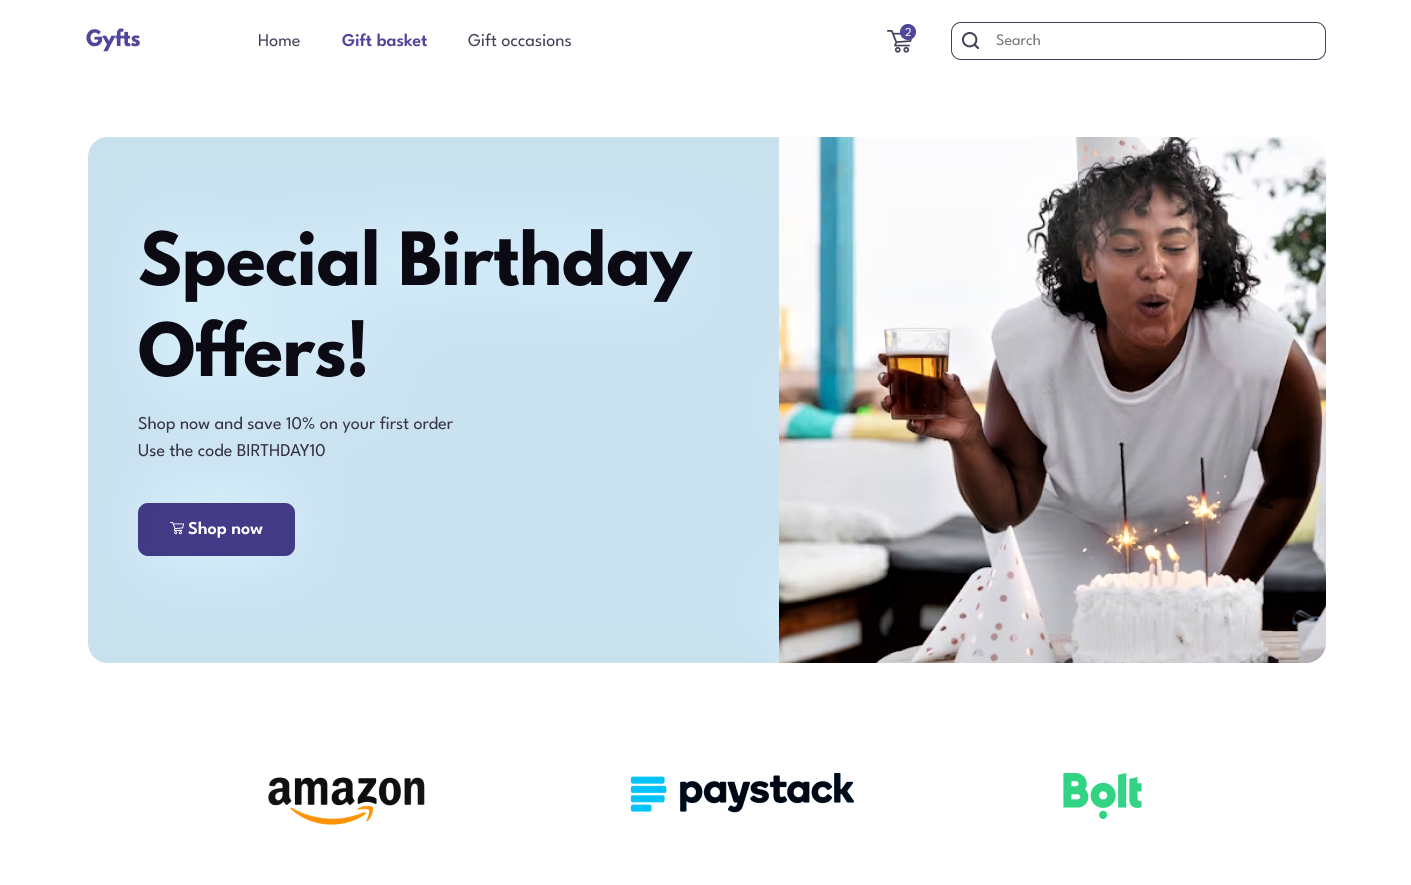 Gyfts
Home
Gift basket
Gift occasions
2
Search
Special Birthday
Offers!
Shop now and save 10% on your first order
Use the code BIRTHDAY10
Shop now
amazon
paystack
Bolt